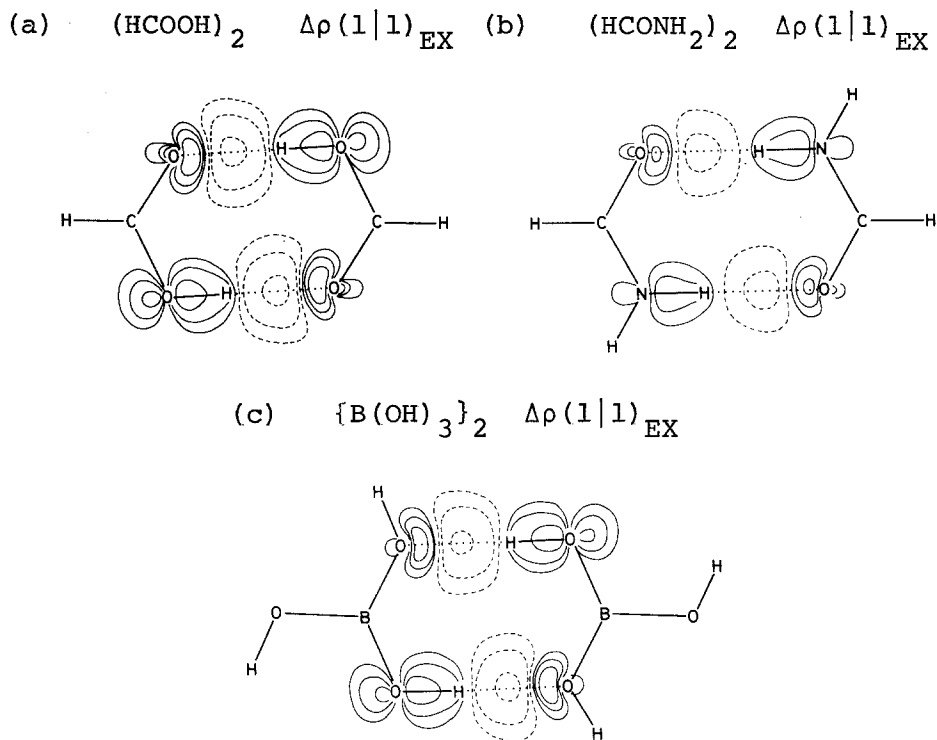 (a) (HCOOH)2 Δρ(1|1)EX (b) (HCONH2)2 Δρ(1|1)EX
H
O H O O H N
H C C H H C C H
O H O N H O
H
(c) {B(OH)3}2 Δρ(1|1)EX
H
O H O
H
O B B O
H
O H O
H